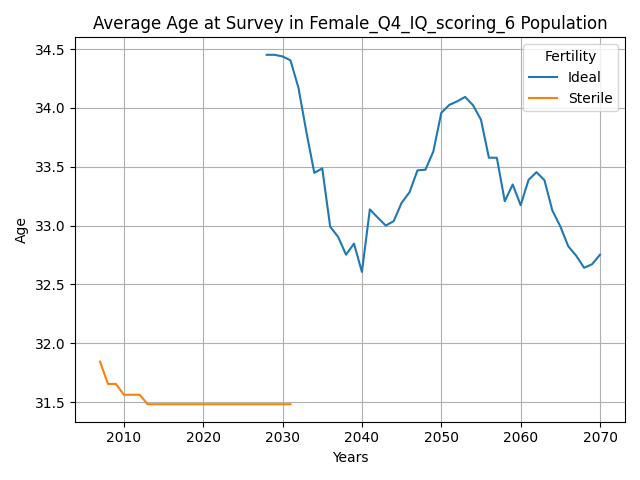 Average Age at Survey in Female_Q4_IQ_scoring_6 Population
Fertility
Ideal
Sterile
34.5
34.0
33.5
33.0
32.5
32.0
31.5
Age
2010 2020 2030 2040 2050 2060 2070
Years